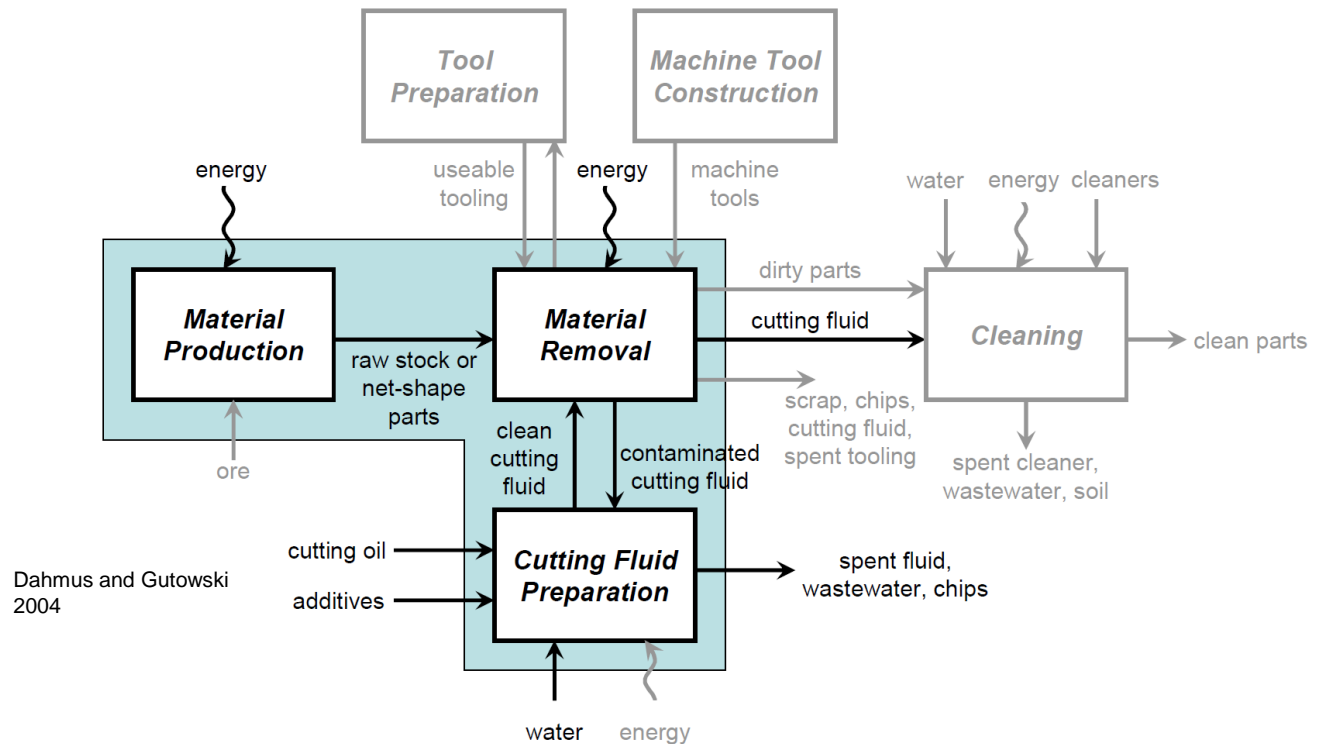 Tool
Preparation
Machine Tool
Construction
energy
useable
tooling
energy
machine
tools
water
energy
cleaners
Material
Production
raw stock or
net-shape
parts
Material
Removal
dirty parts
cutting fluid
Cleaning
clean parts
scrap, chips,
cutting fluid,
spent tooling
spent cleaner,
wastewater, soil
ore
clean
cutting
fluid
contaminated
cutting fluid
cutting oil
additives
Cutting Fluid
Preparation
spent fluid,
wastewater, chips
Dahmus and Gutowski
2004
water
energy